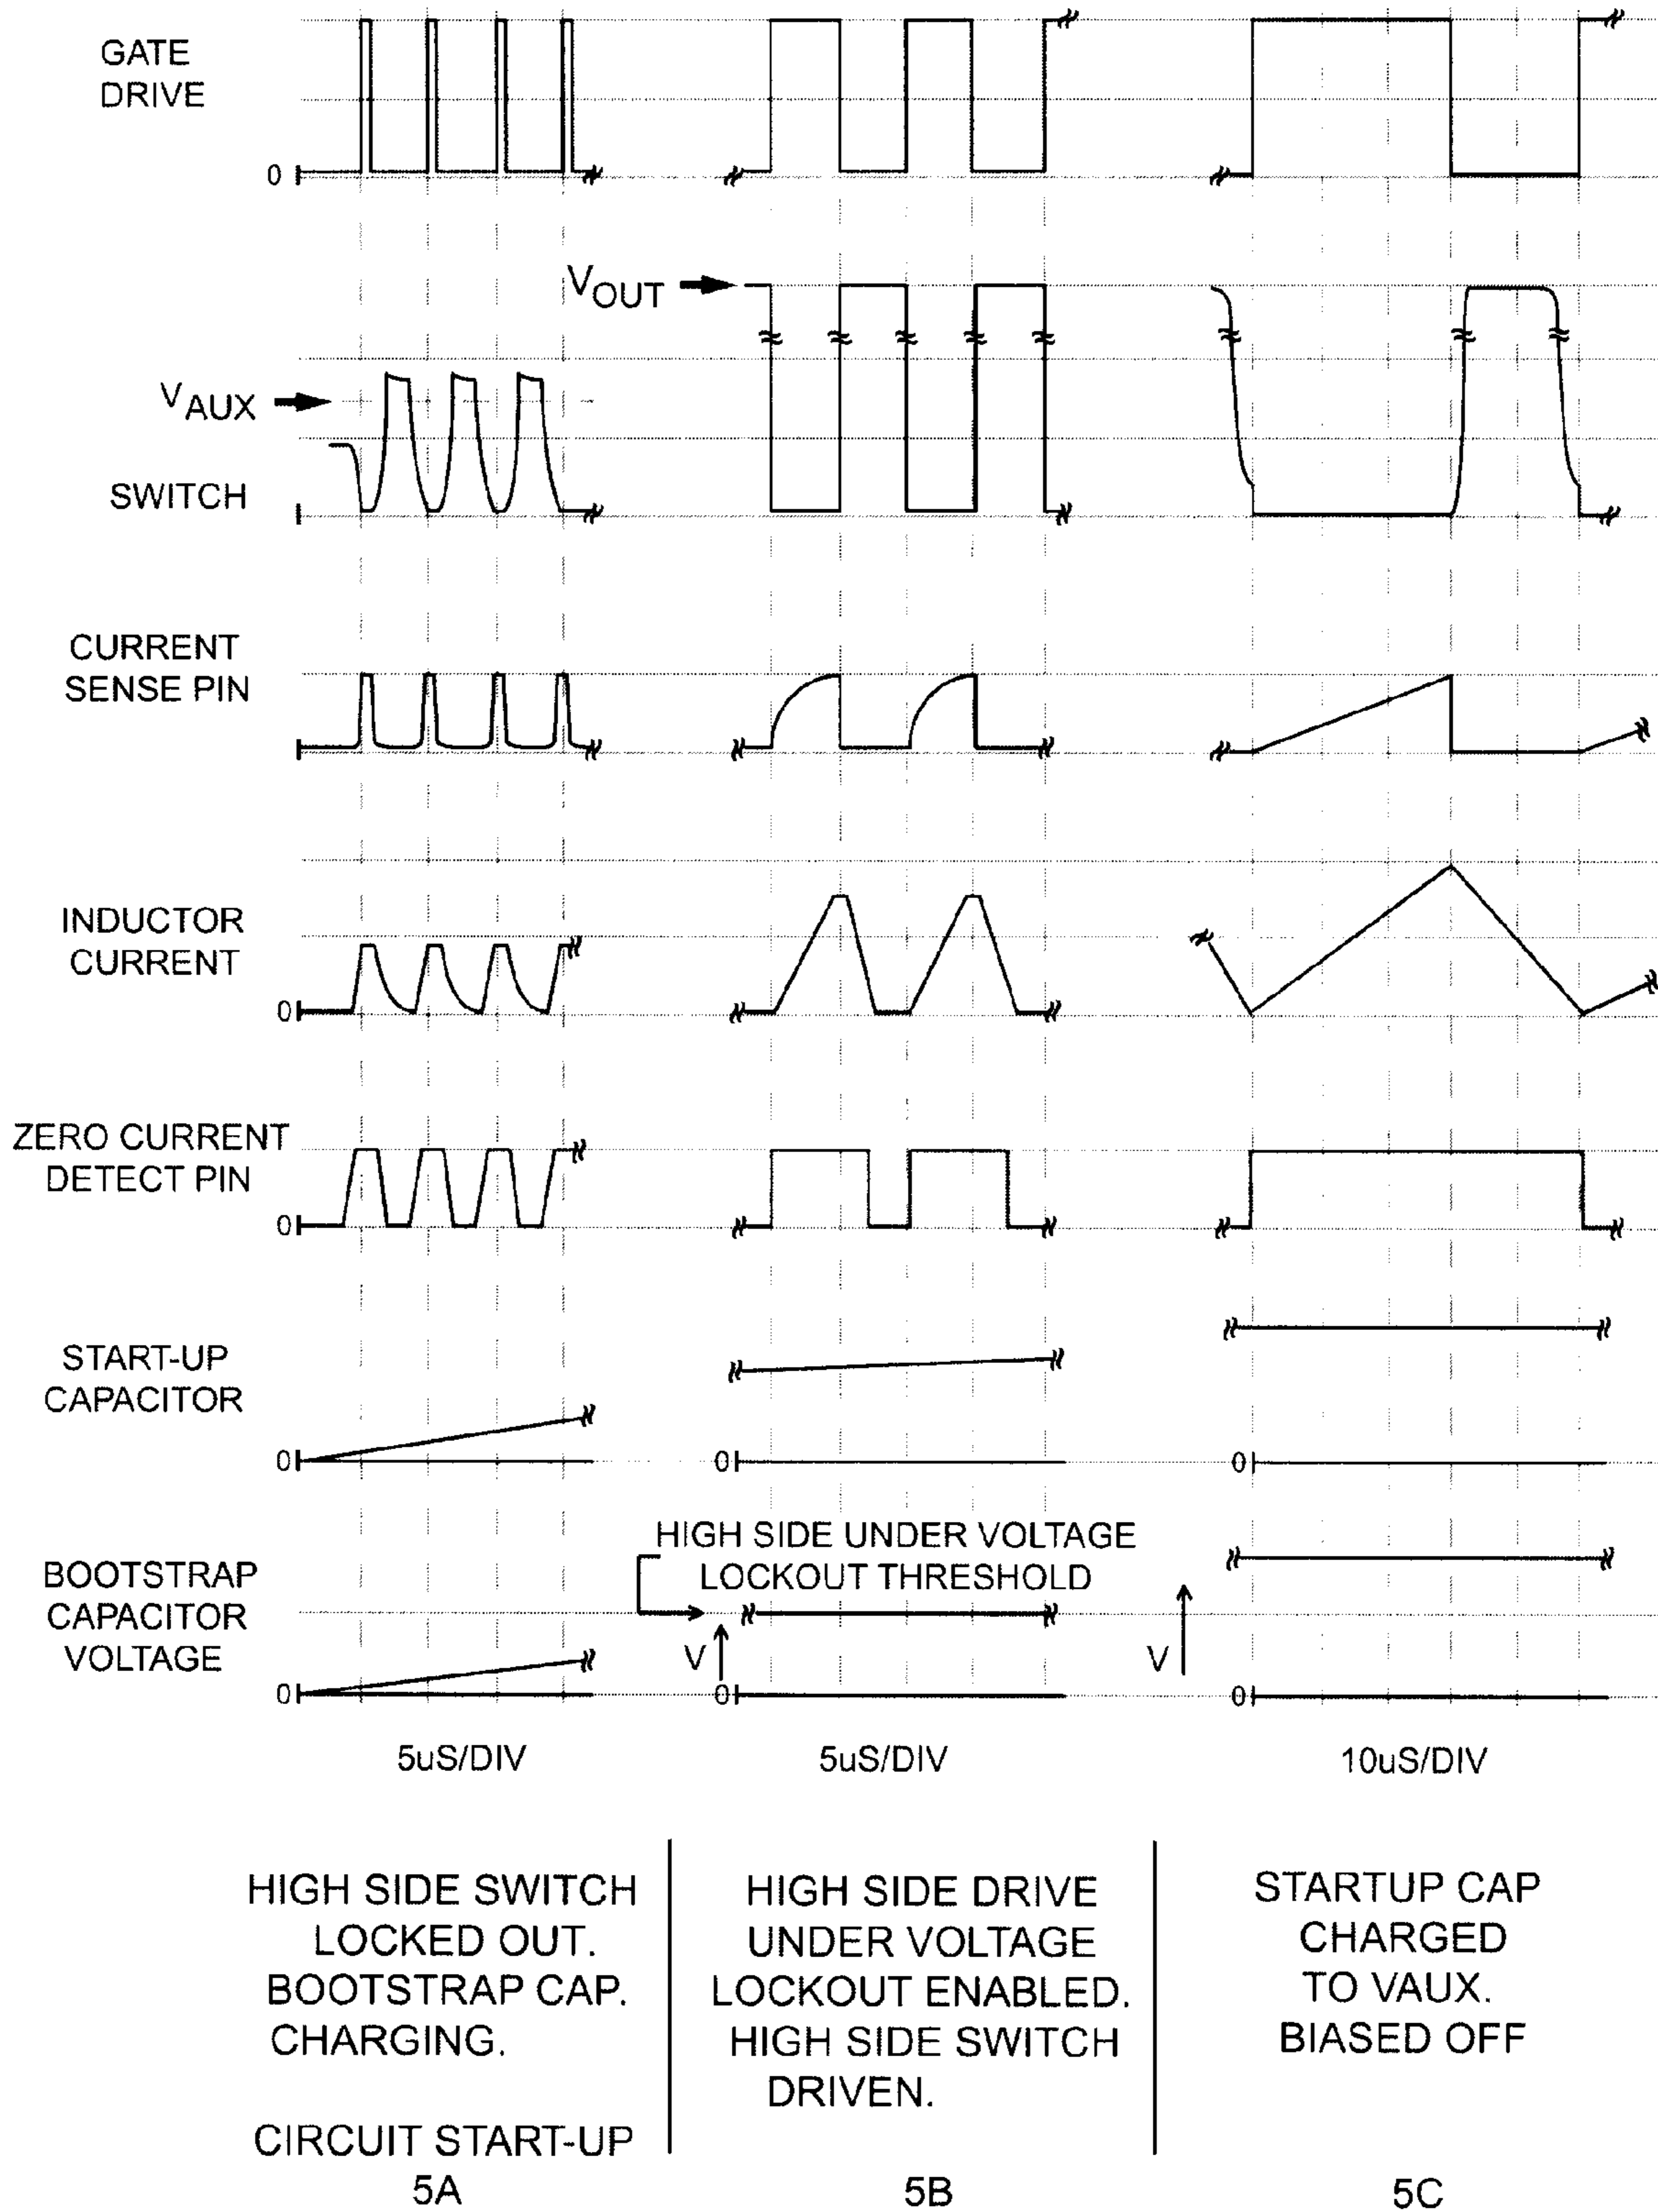 GATE
DRIVE
0
VOUT
VAUX
SWITCH
CURRENT
SENSE PIN
INDUCTOR
CURRENT
0
ZERO CURRENT
DETECT PIN
0
START-UP
CAPACITOR
0
0
0
HIGH SIDE UNDER VOLTAGE
LOCKOUT THRESHOLD
BOOTSTRAP
CAPACITOR
VOLTAGE
V
V
0
0
0
5uS/DIV
5uS/DIV
10uS/DIV
HIGH SIDE SWITCH
LOCKED OUT.
BOOTSTRAP CAP.
CHARGING.
CIRCUIT START-UP
5A
HIGH SIDE DRIVE
UNDER VOLTAGE
LOCKOUT ENABLED.
HIGH SIDE SWITCH
DRIVEN.
5B
STARTUP CAP
CHARGED
TO VAUX.
BIASED OFF
5C